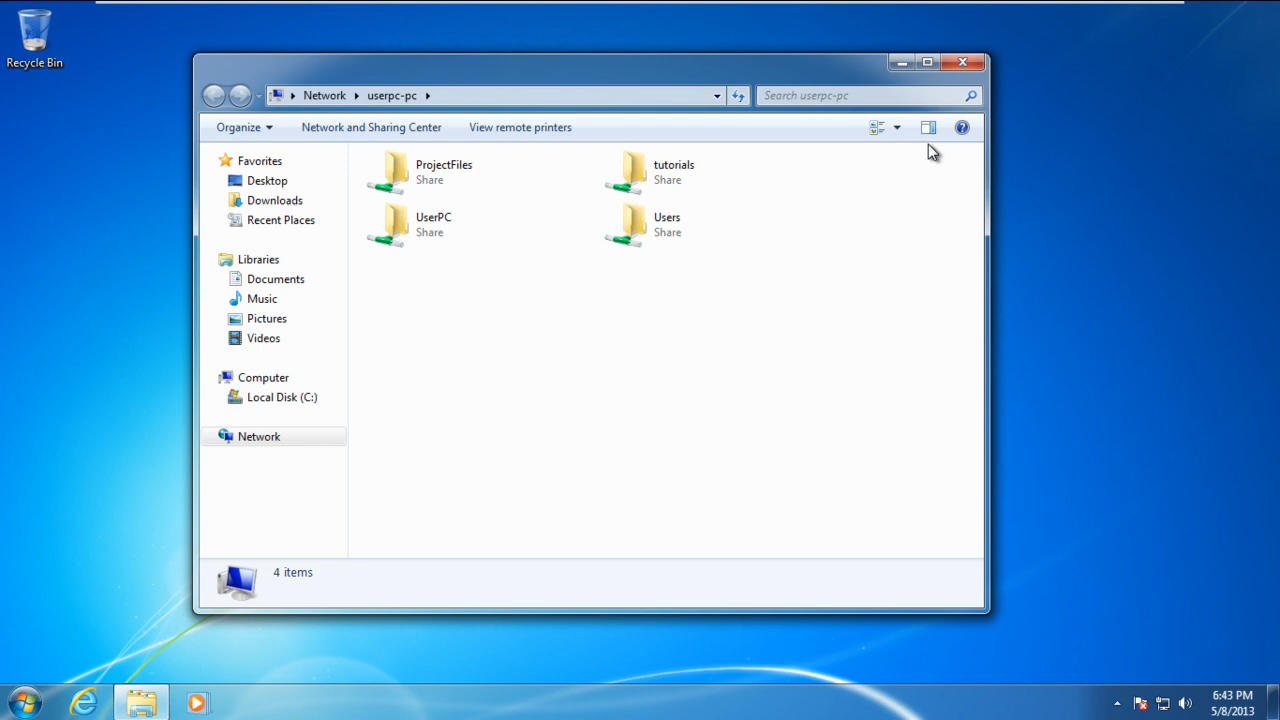 Recycle Bin
Network userpc-pc
Search userpc-pc
Organize Network and Sharing Center View remote printers
Favorites
Desktop
Downloads
Recent Places
Libraries
Documents
Music
Pictures
Videos
Computer
Local Disk (C:)
Network
ProjectFiles
Share
tutorials
Share
UserPC
Share
Users
Share
4 items
6:43 PM
5/8/2013